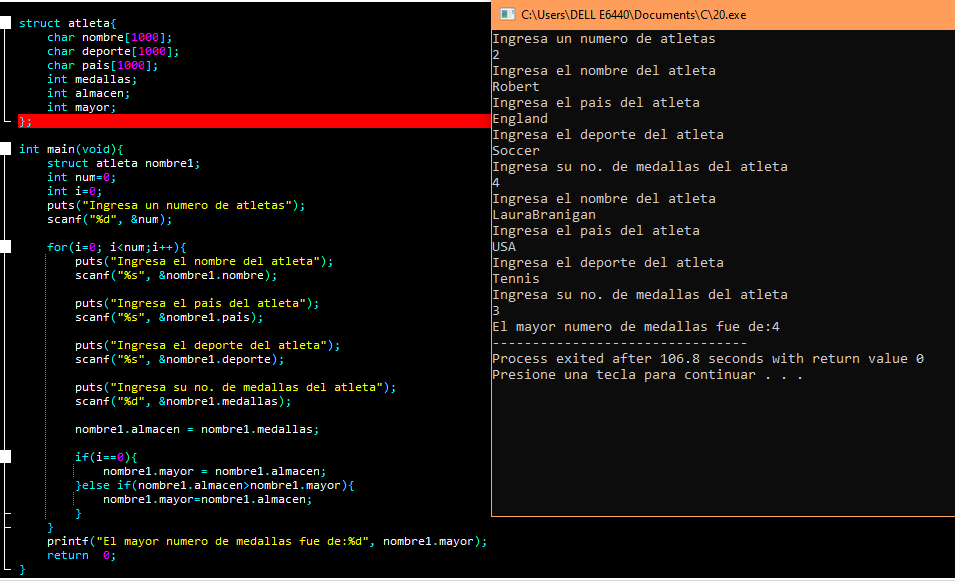 struct atleta{
char nombre[1000];
char deporte[1000];
char pais[1000];
int medallas;
int almacen;
int mayor;
};
int main(void){
struct atleta nombre1;
int num=0;
int i=0;
puts("Ingresa un numero de atletas");
scanf("%d", &num);
for(i=0; i<num;i++){
puts("Ingresa el nombre del atleta");
scanf("%s", &nombre1.nombre);
puts("Ingresa el pais del atleta");
scanf("%s", &nombre1.pais);
puts("Ingresa el deporte del atleta");
scanf("%s", &nombre1.deporte);
puts("Ingresa su no. de medallas del atleta");
scanf("%d", &nombre1.medallas);
nombre1.almacen = nombre1.medallas;
if(i==0){
nombre1.mayor = nombre1.almacen;
}else if(nombre1.almacen>nombre1.mayor){
nombre1.mayor=nombre1.almacen;
}
}
printf("El mayor numero de medallas fue de:%d", nombre1.mayor);
return  0;
}
C:\Users\DELL E6440\Documents\C\20.exe
Ingresa un numero de atletas
2
Ingresa el nombre del atleta
Robert
Ingresa el pais del atleta
England
Ingresa el deporte del atleta
Soccer
Ingresa su no. de medallas del atleta
4
Ingresa el nombre del atleta
LauraBranigan
Ingresa el pais del atleta
USA
Ingresa el deporte del atleta
Tennis
Ingresa su no. de medallas del atleta
3
El mayor numero de medallas fue de:4
--------------------------------
Process exited after 106.8 seconds with return value 0
Presione una tecla para continuar . . .